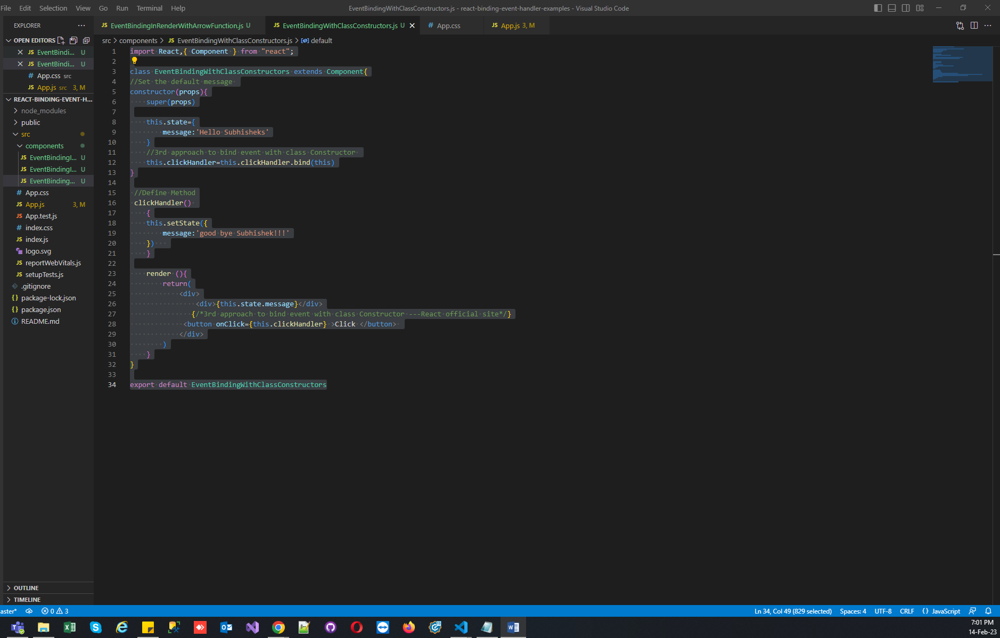 File Edit Selection View Go Run Terminal Help
EventBindingWithClassConstructors.js - react-binding-event-handler-examples - Visual Studio Code
EXPLORER
JS EventBindingInRenderWithArrowFunction.js U
JS EventBindingWithClassConstructors.js U
# App.css
JS App.js 3, M
OPEN EDITORS
JS EventBindi... U
JS EventBindi... U
# App.css src
JS App.js src 3, M
REACT-BINDING-EVENT-H...
node_modules
public
src
components
JS EventBindingI... U
JS EventBindingI... U
JS EventBinding... U
# App.css
JS App.js 3, M
JS App.test.js
# index.css
JS index.js
logo.svg
JS reportWebVitals.js
JS setupTests.js
.gitignore
{} package-lock.json
{} package.json
README.md
OUTLINE
TIMELINE
src > components > JS EventBindingWithClassConstructors.js > default
1 import React,{ Component } from "react";
2
3 class EventBindingWithClassConstructors extends Component{
4 //Set the default message
5 constructor(props){
6 super(props)
7
8 this.state={
9 message:'Hello Subhisheks'
10 }
11 //3rd approach to bind event with class Constructor
12 this.clickHandler=this.clickHandler.bind(this)
13 }
14
15 //Define Method
16 clickHandler()
17 {
18 this.setState({
19 message:'good bye Subhishek!!!'
20 })
21 }
22
23 render (){
24 return(
25 <div>
26 <div>{this.state.message}</div>
27 {/*3rd approach to bind event with class Constructor ---React official site*/}
28 <button onClick={this.clickHandler} >Click </button>
29 </div>
30 )
31 }
32 }
33
34 export default EventBindingWithClassConstructors
aster* 0 3
Ln 34, Col 49 (829 selected) Spaces: 4 UTF-8 CRLF {} JavaScript
7:01 PM
14-Feb-23